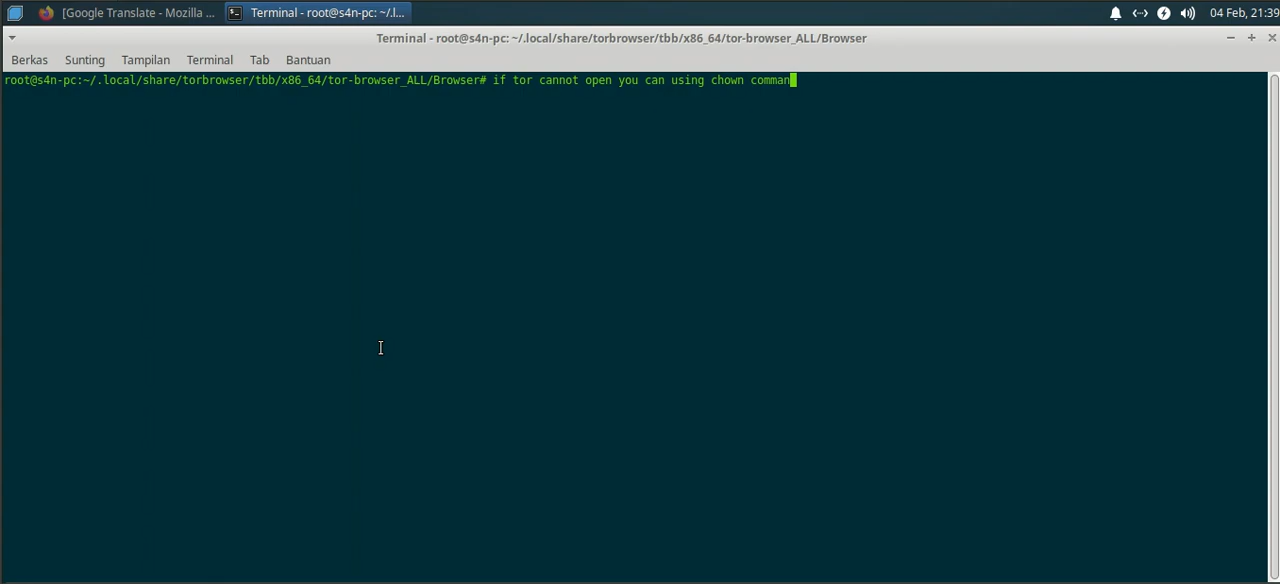 [Google Translate - Mozilla ...
Terminal - root@s4n-pc: ~/.l...
04 Feb, 21:39
Terminal - root@s4n-pc: ~/.local/share/torbrowser/tbb/x86_64/tor-browser_ALL/Browser
Berkas Sunting Tampilan Terminal Tab Bantuan
root@s4n-pc:~/.local/share/torbrowser/tbb/x86_64/tor-browser_ALL/Browser# if tor cannot open you can using chown comman